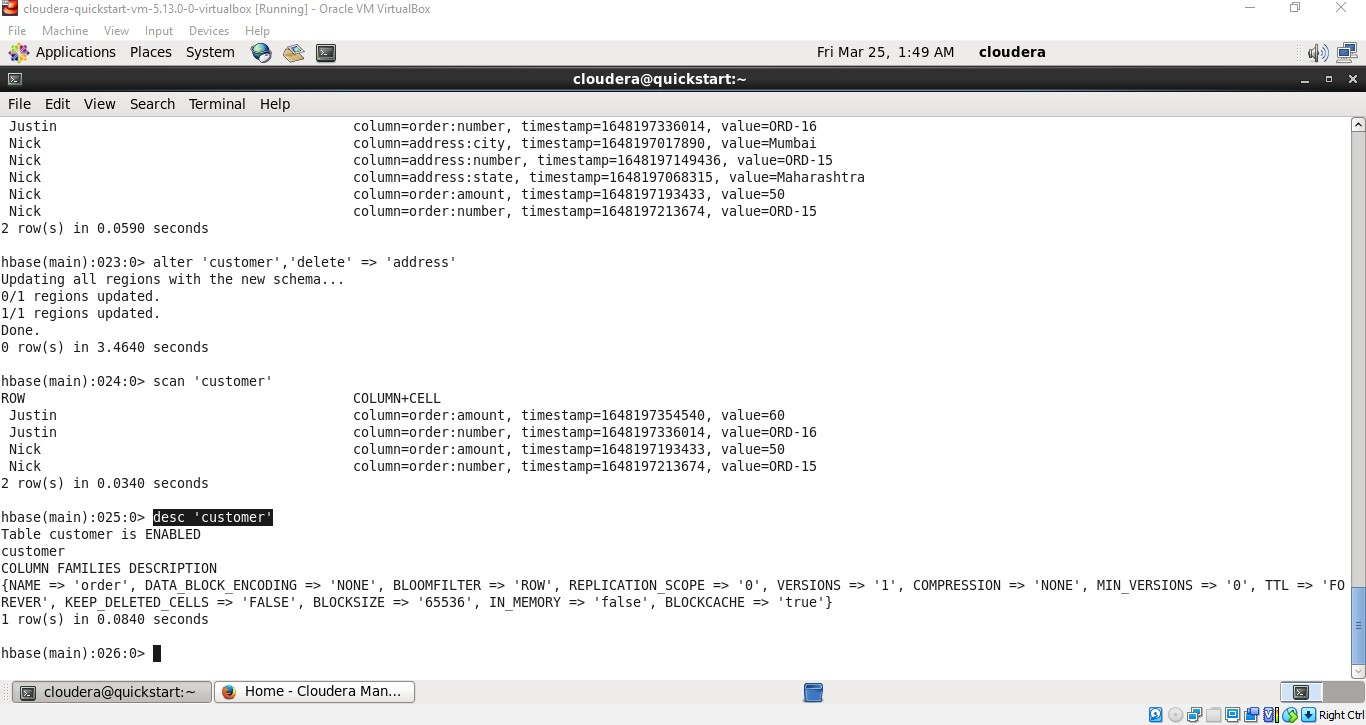 cloudera-quickstart-vm-5.13.0-0-virtualbox [Running] - Oracle VM VirtualBox
File Machine View Input Devices Help
Applications Places System Fri Mar 25, 1:49 AM cloudera
cloudera@quickstart:~
File Edit View Search Terminal Help
Justin column=order:number, timestamp=1648197336014, value=ORD-16
Nick column=address:city, timestamp=1648197017890, value=Mumbai
Nick column=address:number, timestamp=1648197149436, value=ORD-15
Nick column=address:state, timestamp=1648197068315, value=Maharashtra
Nick column=order:amount, timestamp=1648197193433, value=50
Nick column=order:number, timestamp=1648197213674, value=ORD-15
2 row(s) in 0.0590 seconds
hbase(main):023:0> alter 'customer','delete' => 'address'
Updating all regions with the new schema...
0/1 regions updated.
1/1 regions updated.
Done.
0 row(s) in 3.4640 seconds
hbase(main):024:0> scan 'customer'
ROW COLUMN+CELL
Justin column=order:amount, timestamp=1648197354540, value=60
Justin column=order:number, timestamp=1648197336014, value=ORD-16
Nick column=order:amount, timestamp=1648197193433, value=50
Nick column=order:number, timestamp=1648197213674, value=ORD-15
2 row(s) in 0.0340 seconds
hbase(main):025:0> desc 'customer'
Table customer is ENABLED
customer
COLUMN FAMILIES DESCRIPTION
{NAME => 'order', DATA_BLOCK_ENCODING => 'NONE', BLOOMFILTER => 'ROW', REPLICATION_SCOPE => '0', VERSIONS => '1', COMPRESSION => 'NONE', MIN_VERSIONS => '0', TTL => 'FO
REVER', KEEP_DELETED_CELLS => 'FALSE', BLOCKSIZE => '65536', IN_MEMORY => 'false', BLOCKCACHE => 'true'}
1 row(s) in 0.0840 seconds
hbase(main):026:0>
cloudera@quickstart:~ Home - Cloudera Man...
Right Ctrl